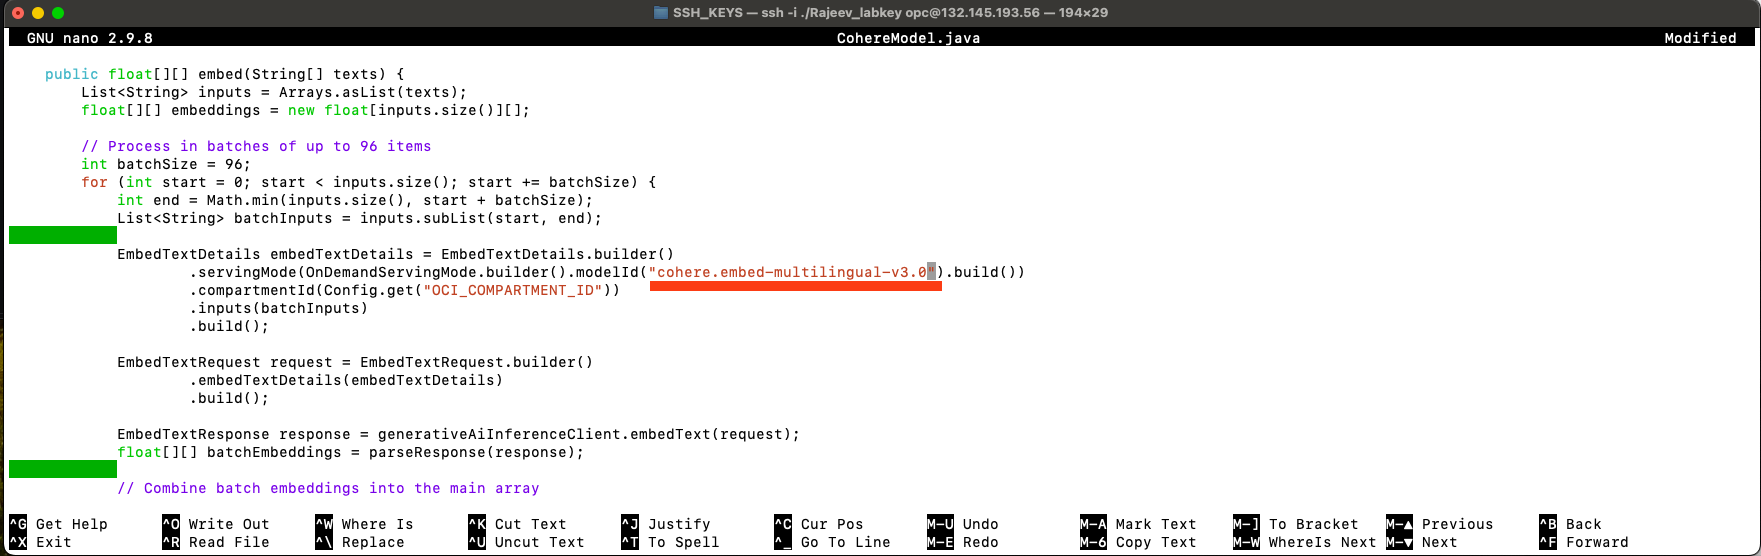 SSH_KEYS — ssh -i ./Rajeev_labkey opc@132.145.193.56 — 194×29
GNU nano 2.9.8 CohereModel.java Modified
public float[][] embed(String[] texts) {
List<String> inputs = Arrays.asList(texts);
float[][] embeddings = new float[inputs.size()][];
// Process in batches of up to 96 items
int batchSize = 96;
for (int start = 0; start < inputs.size(); start += batchSize) {
int end = Math.min(inputs.size(), start + batchSize);
List<String> batchInputs = inputs.subList(start, end);
EmbedTextDetails embedTextDetails = EmbedTextDetails.builder()
.servingMode(OnDemandServingMode.builder().modelId("cohere.embed-multilingual-v3.0").build())
.compartmentId(Config.get("OCI_COMPARTMENT_ID"))
.inputs(batchInputs)
.build();
EmbedTextRequest request = EmbedTextRequest.builder()
.embedTextDetails(embedTextDetails)
.build();
EmbedTextResponse response = generativeAiInferenceClient.embedText(request);
float[][] batchEmbeddings = parseResponse(response);
// Combine batch embeddings into the main array
^G Get Help ^O Write Out ^W Where Is ^K Cut Text ^J Justify ^C Cur Pos M-U Undo M-A Mark Text M-] To Bracket M-▲ Previous ^B Back
^X Exit ^R Read File ^\ Replace ^U Uncut Text ^T To Spell ^_ Go To Line M-E Redo M-6 Copy Text M-W WhereIs Next M-▼ Next ^F Forward